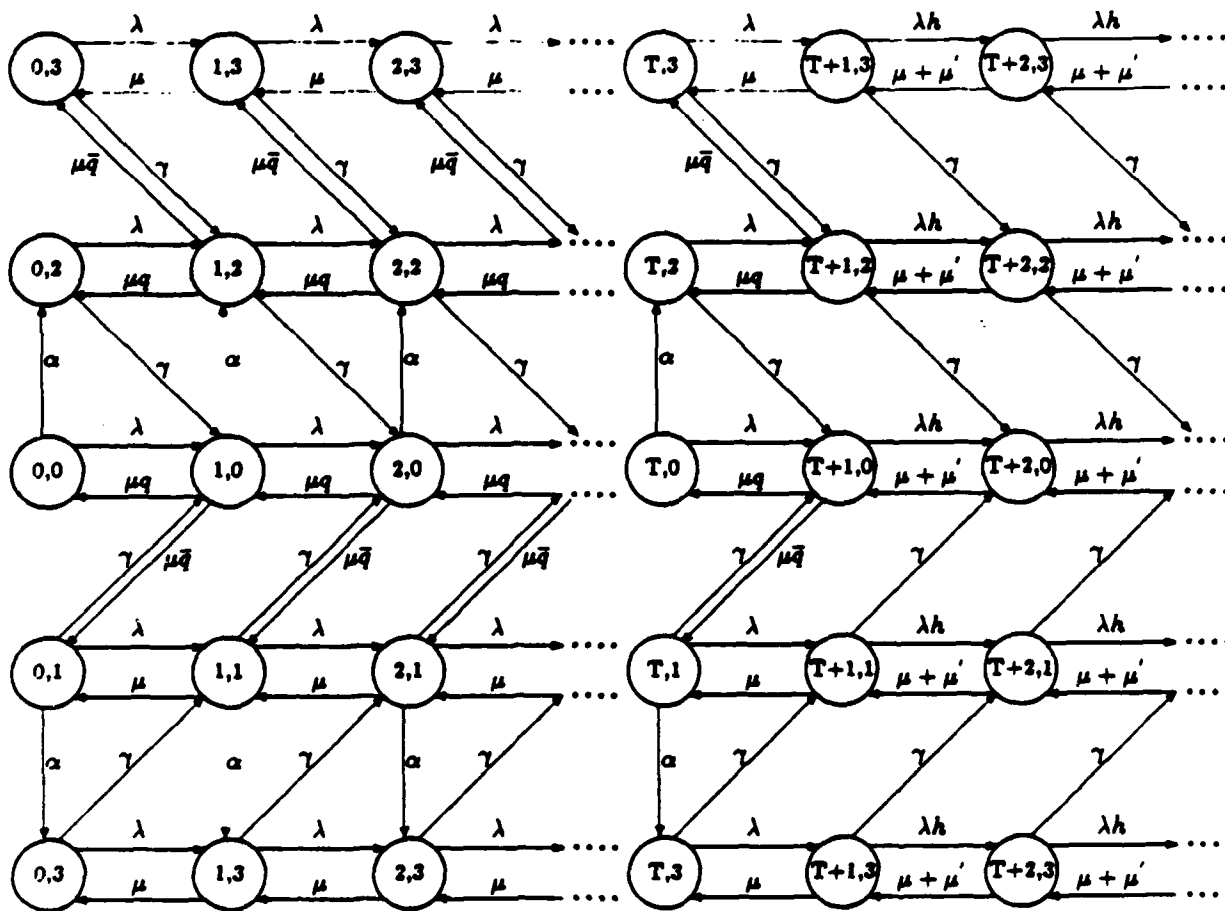 λ λ λ λ λh λh
0,3 1,3 2,3 .... T,3 T+1,3 T+2,3 ....
μ μ μ μ μ + μ' μ + μ'
μq̄ γ μq̄ γ μq̄ γ μq̄ γ γ γ
λ λ λ λ λh λh
0,2 1,2 2,2 .... T,2 T+1,2 T+2,2 ....
μq μq μq μq μ + μ' μ + μ'
α γ α γ α γ α γ γ γ
λ λ λ λ λh λh
0,0 1,0 2,0 .... T,0 T+1,0 T+2,0 ....
μq μq μq μq μ + μ' μ + μ'
γ μq̄ γ μq̄ γ μq̄ γ μq̄ γ γ
λ λ λ λ λh λh
0,1 1,1 2,1 .... T,1 T+1,1 T+2,1 ....
μ μ μ μ μ + μ' μ + μ'
α γ α γ α γ α γ γ γ
λ λ λ λ λh λh
0,3 1,3 2,3 .... T,3 T+1,3 T+2,3 ....
μ μ μ μ μ + μ' μ + μ'